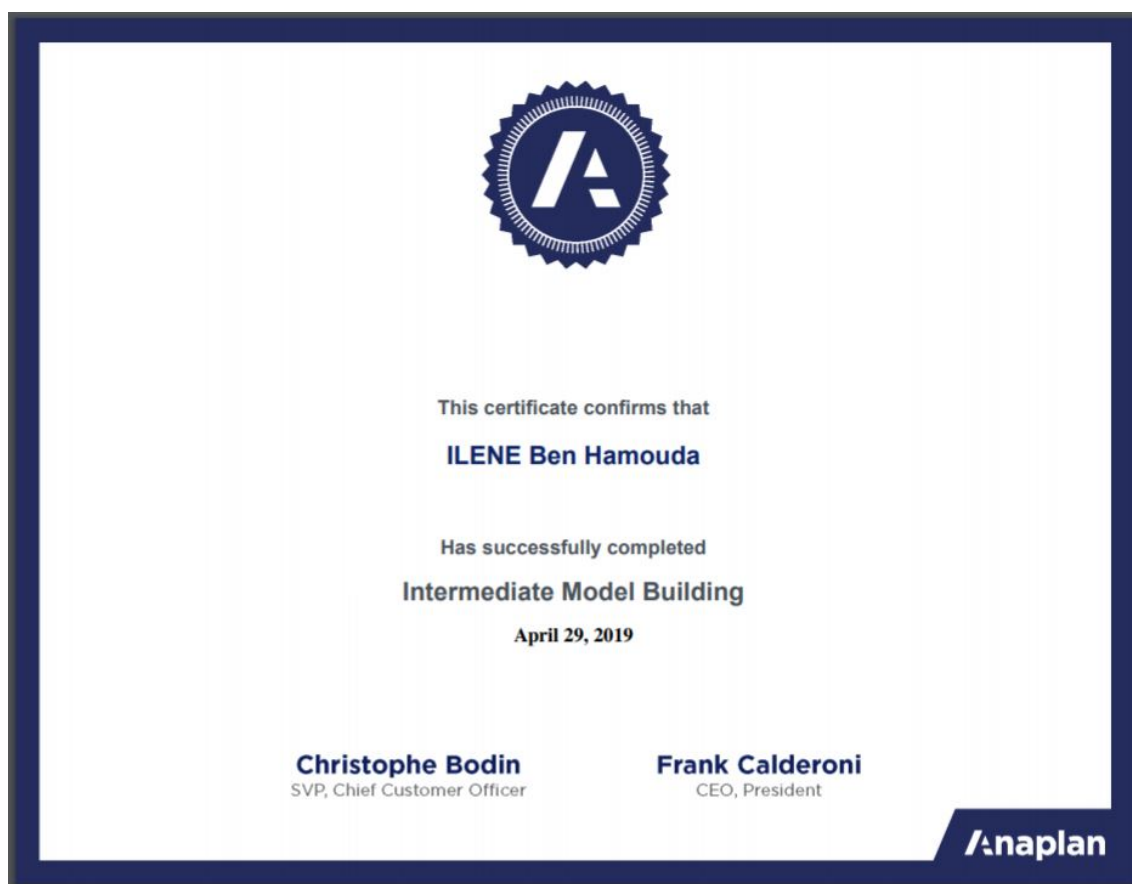 This certificate confirms that
ILENE Ben Hamouda
Has successfully completed
Intermediate Model Building
April 29, 2019
Christophe Bodin
SVP, Chief Customer Officer
Frank Calderoni
CEO, President
Anaplan